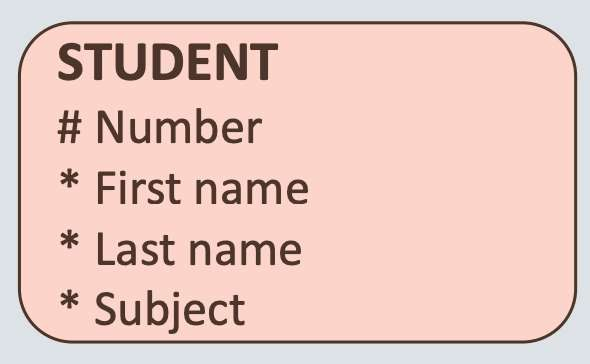 STUDENT
# Number
* First name
* Last name
* Subject